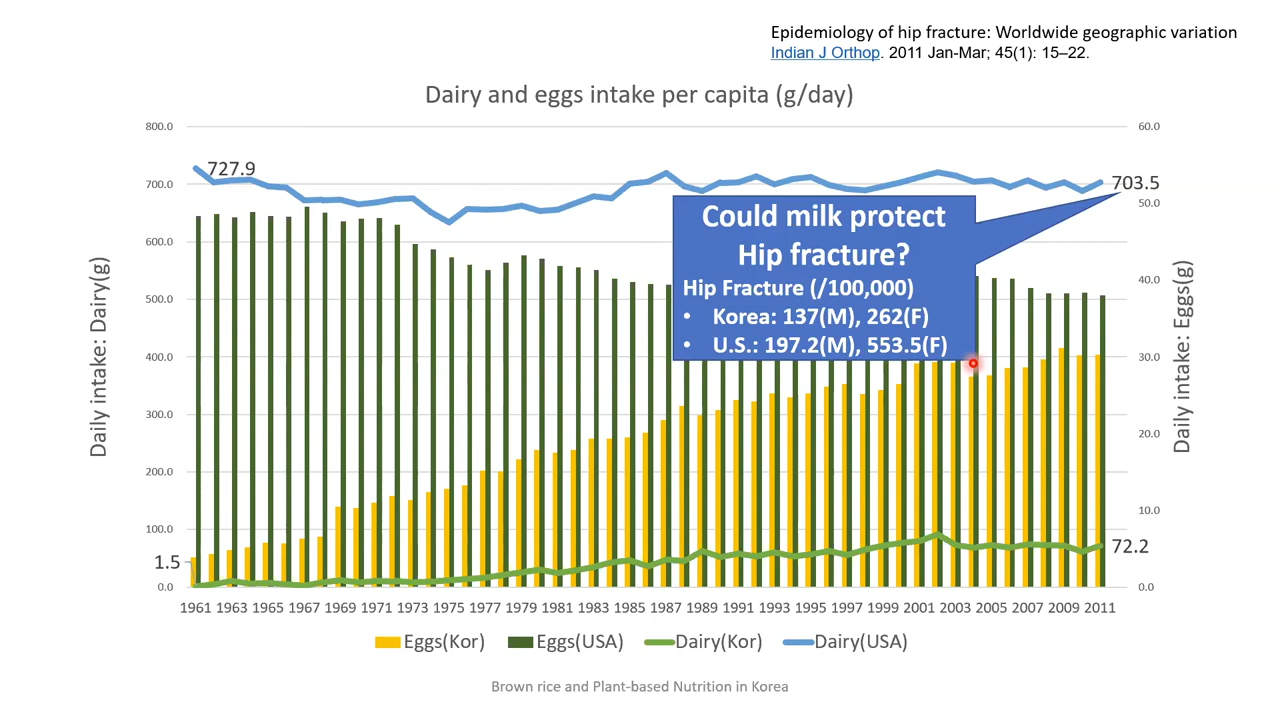 Epidemiology of hip fracture: Worldwide geographic variation
Indian J Orthop. 2011 Jan-Mar; 45(1): 15–22.
Dairy and eggs intake per capita (g/day)
800.0
700.0
600.0
500.0
400.0
300.0
200.0
100.0
0.0
Daily intake: Dairy(g)
727.9
1.5
Could milk protect
Hip fracture?
Hip Fracture (/100,000)
• Korea: 137(M), 262(F)
• U.S.: 197.2(M), 553.5(F)
703.5
72.2
60.0
50.0
40.0
30.0
20.0
10.0
0.0
Daily intake: Eggs(g)
1961 1963 1965 1967 1969 1971 1973 1975 1977 1979 1981 1983 1985 1987 1989 1991 1993 1995 1997 1999 2001 2003 2005 2007 2009 2011
Eggs(Kor) Eggs(USA) Dairy(Kor) Dairy(USA)
Brown rice and Plant-based Nutrition in Korea